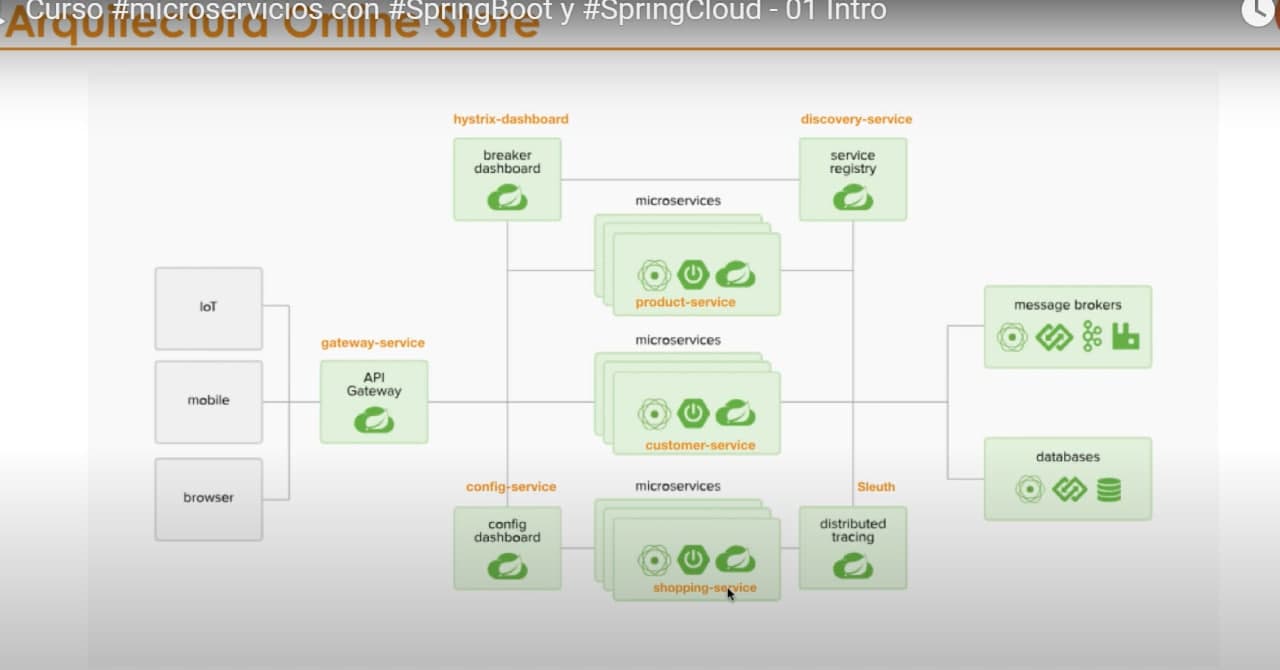 Curso #microservicios con #SpringBoot y #SpringCloud - 01 Intro
Arquitectura Online Store
hystrix-dashboard
breaker
dashboard
discovery-service
service
registry
microservices
product-service
IoT
mobile
browser
gateway-service
API
Gateway
microservices
customer-service
message brokers
databases
config-service
config
dashboard
microservices
shopping-service
Sleuth
distributed
tracing